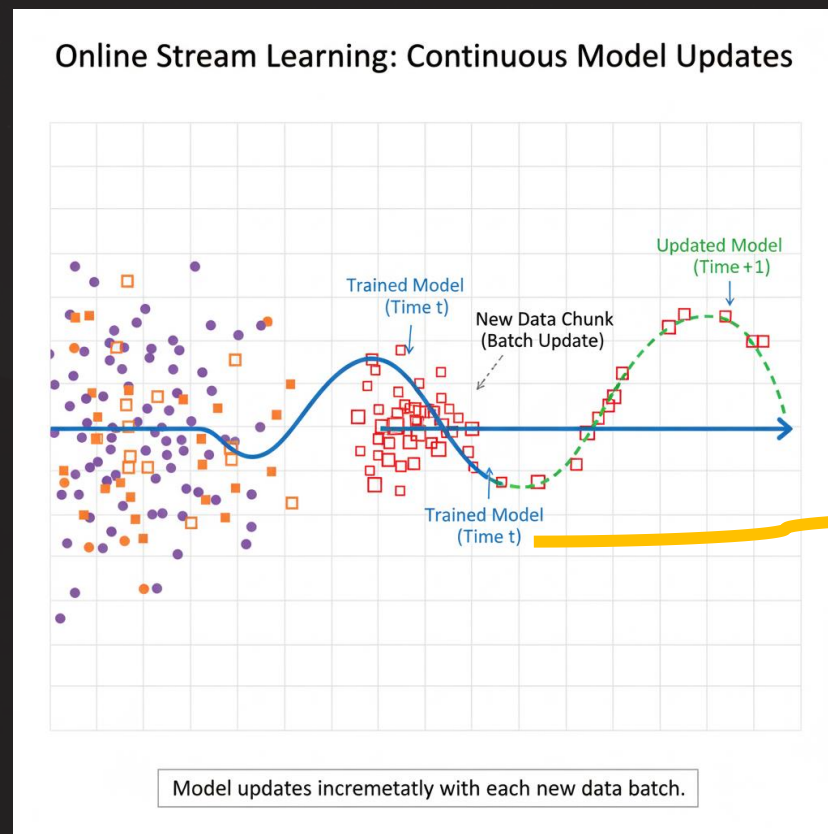 Online Stream Learning: Continuous Model Updates
Updated Model
(Time +1)
Trained Model
(Time t)
New Data Chunk
(Batch Update)
Trained Model
(Time t)
Model updates incremetatly with each new data batch.